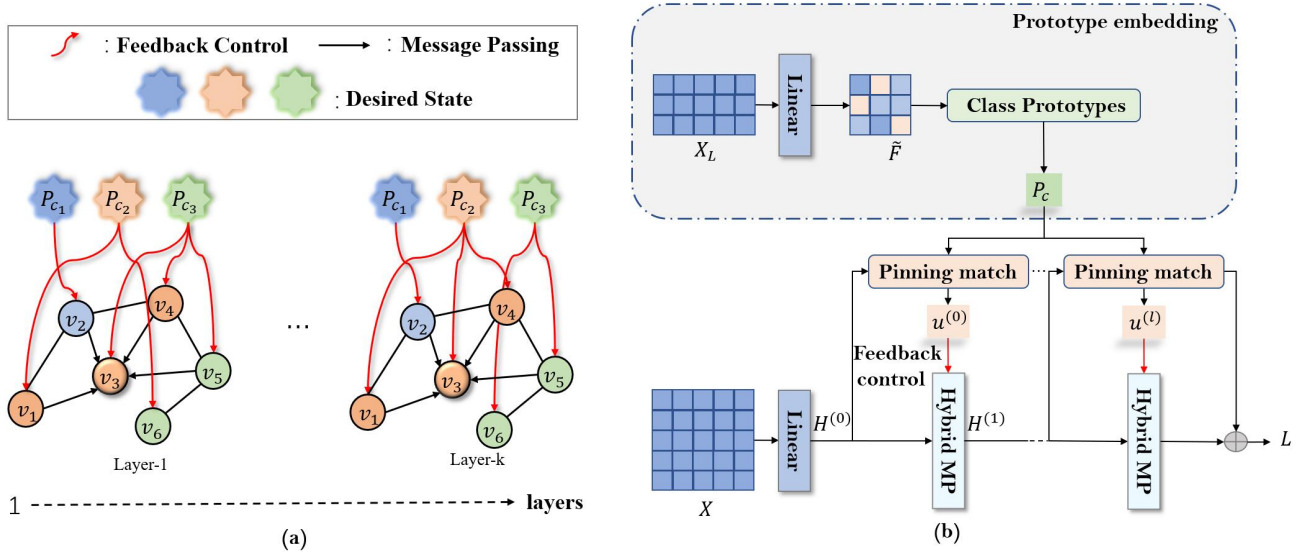 : Feedback Control
: Message Passing
: Desired State
P_{c_1} P_{c_2} P_{c_3}
P_{c_1} P_{c_2} P_{c_3}
v_2 v_4
v_3 v_5
v_1 v_6
Layer-1
...
v_2 v_4
v_3 v_5
v_1 v_6
Layer-k
1 layers
(a)
Prototype embedding
X_L
Linear
F̃
Class Prototypes
P_c
Pinning match
...
Pinning match
u^{(0)}
u^{(l)}
Feedback
control
X
Linear
H^{(0)}
Hybrid MP
H^{(1)}
Hybrid MP
L
(b)